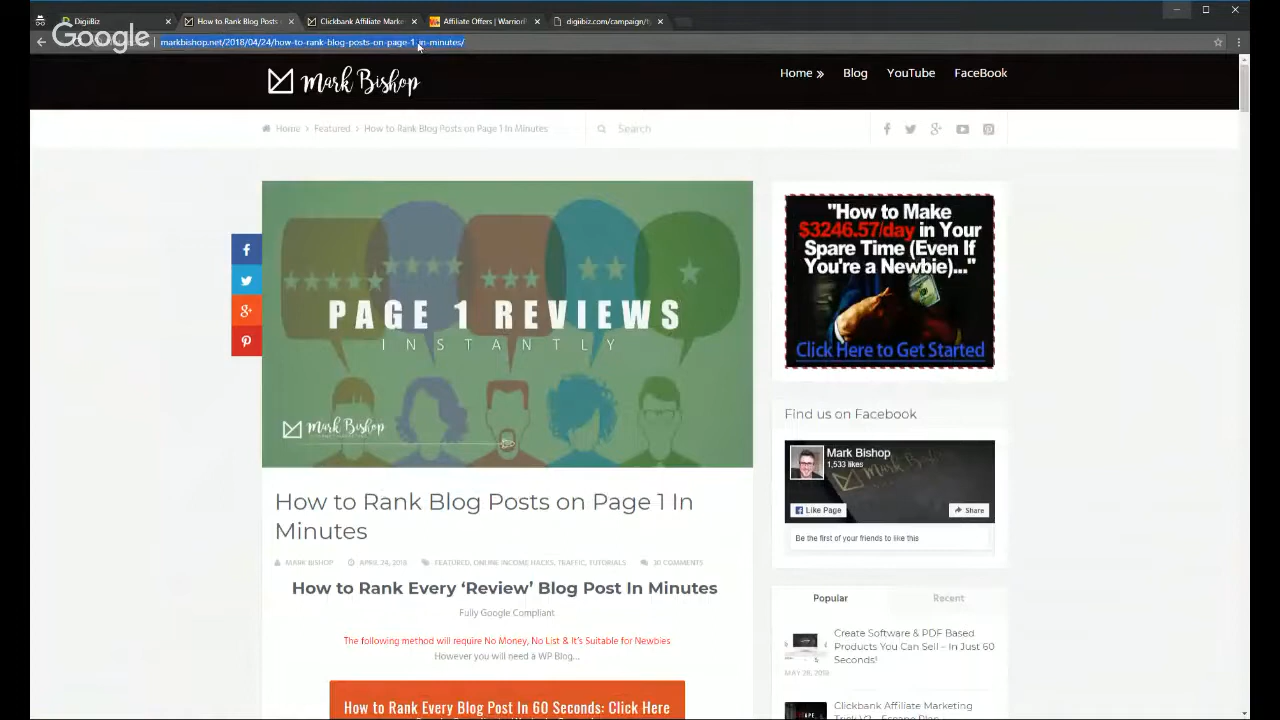 Digiibiz
How to Rank Blog Posts
Clickbank Affiliate Marke
Affiliate Offers | Warrior
digiibiz.com/campaign/t
Google
markbishop.net/2018/04/24/how-to-rank-blog-posts-on-page-1-in-minutes/
Mark Bishop
Home
Blog
YouTube
FaceBook
Home > Featured > How to Rank Blog Posts on Page 1 In Minutes
Search
PAGE 1 REVIEWS
INSTANTLY
Mark Bishop
"How to Make
$3246.57/day in Your
Spare Time (Even If
You're a Newbie)..."
Click Here to Get Started
Find us on Facebook
Mark Bishop
1,533 likes
Like Page
Share
Be the first of your friends to like this
How to Rank Blog Posts on Page 1 In
Minutes
MARK BISHOP
APRIL 24, 2018
FEATURED, ONLINE INCOME HACKS, TRAFFIC, TUTORIALS
30 COMMENTS
How to Rank Every ‘Review’ Blog Post In Minutes
Fully Google Compliant
The following method will require No Money, No List & It's Suitable for Newbies
However you will need a WP Blog...
How to Rank Every Blog Post In 60 Seconds: Click Here
Popular
Recent
Create Software & PDF Based
Products You Can Sell – In Just 60
Seconds!
MAY 28, 2018
Clickbank Affiliate Marketing
Trick V2 – Escape Plan